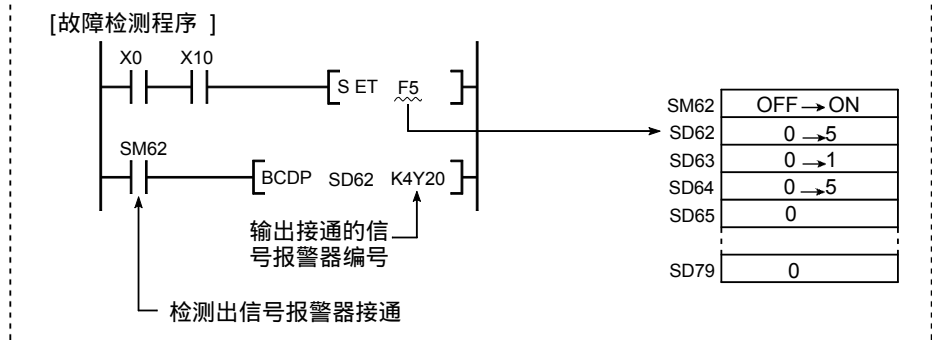 [故障检测程序 ]
X0 X10
S ET F5
SM62
BCDP SD62 K4Y20
输出接通的信
号报警器编号
检测出信号报警器接通
SM62 OFF→ON
SD62 0→5
SD63 0→1
SD64 0→5
SD65 0
SD79 0